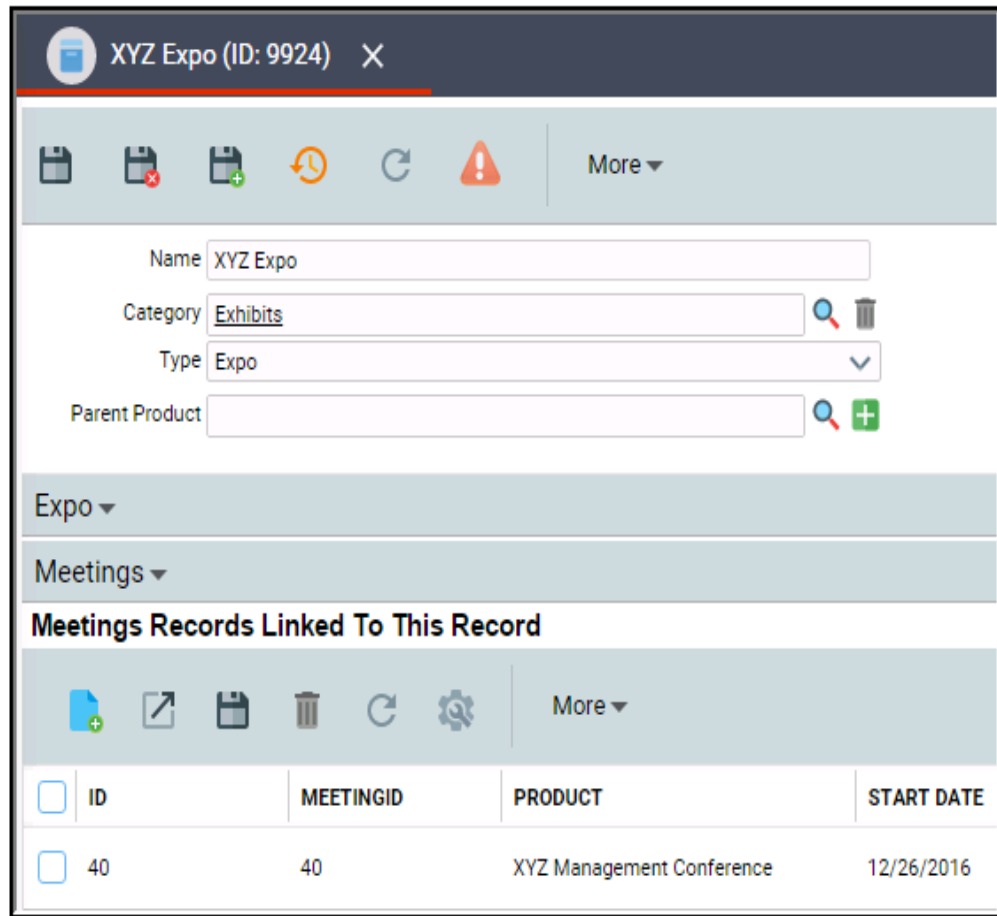 XYZ Expo (ID: 9924)
More
Name XYZ Expo
Category Exhibits
Type Expo
Parent Product
Expo
Meetings
Meetings Records Linked To This Record
More
ID MEETINGID PRODUCT START DATE
40 40 XYZ Management Conference 12/26/2016